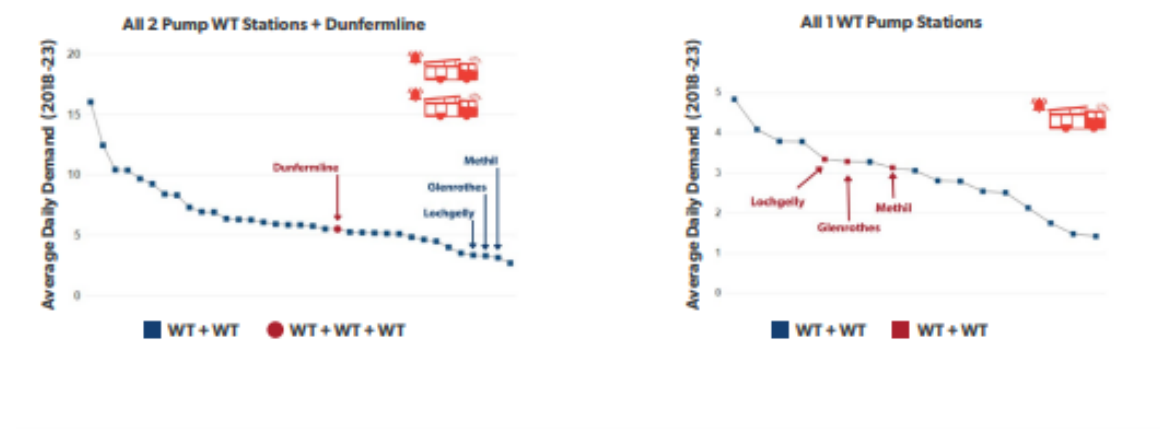 All 2 Pump WT Stations + Dunfermline
Average Daily Demand (2018-23)
20
15
10
5
0
Dunfermline
Methil
Glenrothes
Lochgelly
WT + WT
WT + WT + WT
All 1 WT Pump Stations
Average Daily Demand (2018-23)
5
4
3
2
1
0
Lochgelly
Glenrothes
Methil
WT + WT
WT + WT